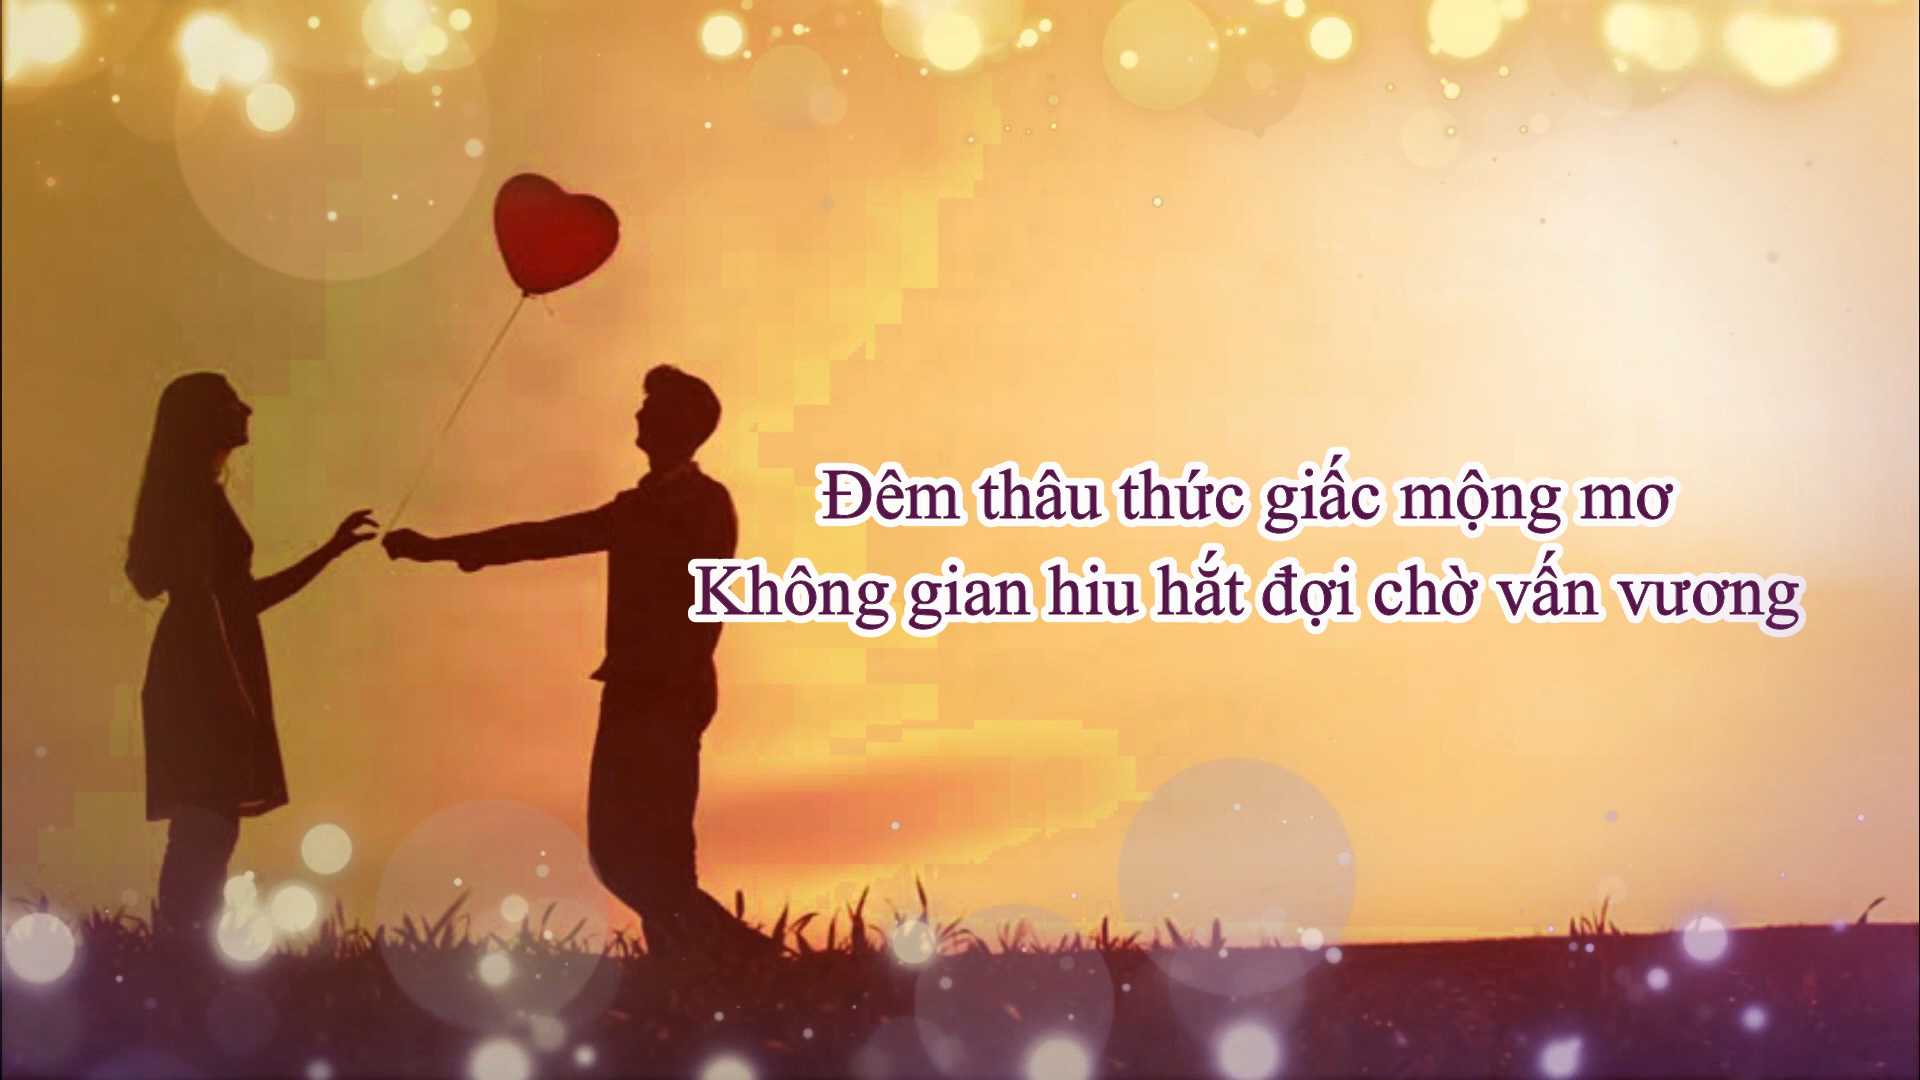 Đêm thâu thức giấc mộng mơ
Không gian hiu hắt đợi chờ vấn vương